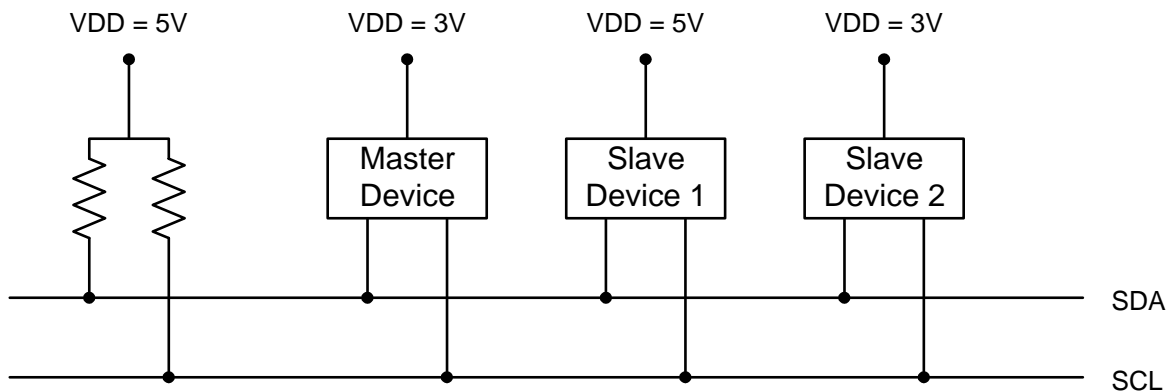 VDD = 5V
VDD = 3V
VDD = 5V
VDD = 3V
Master
Device
Slave
Device 1
Slave
Device 2
SDA
SCL